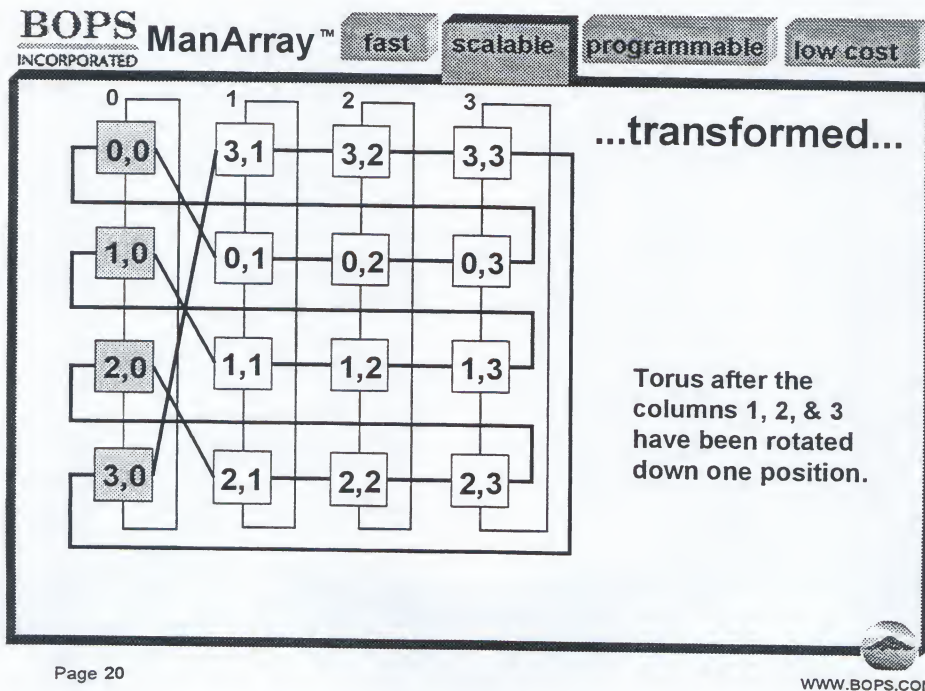 BOPS
INCORPORATED
ManArray™
fast
scalable
programmable
low cost
0 1 2 3
...transformed...
0,0 3,1 3,2 3,3
1,0 0,1 0,2 0,3
2,0 1,1 1,2 1,3
3,0 2,1 2,2 2,3
Torus after the
columns 1, 2, & 3
have been rotated
down one position.
Page 20
WWW.BOPS.COM